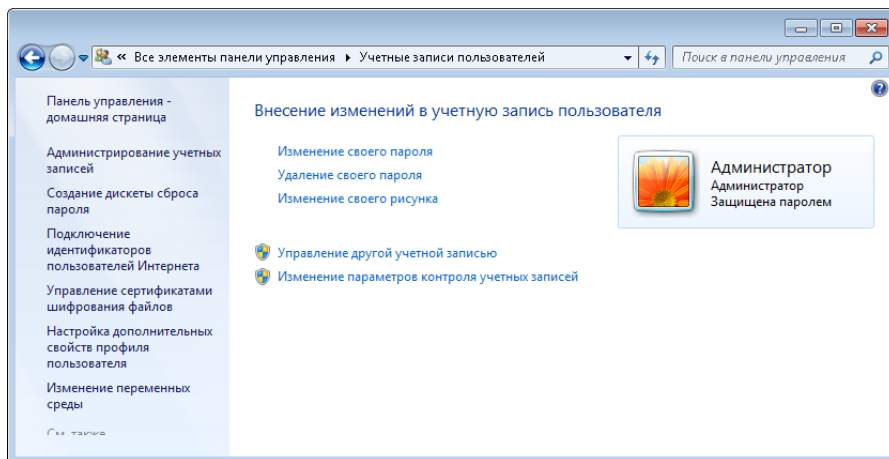 « Все элементы панели управления ▸ Учетные записи пользователей
Поиск в панели управления
Панель управления -
домашняя страница
Администрирование учетных
записей
Создание дискеты сброса
пароля
Подключение
идентификаторов
пользователей Интернета
Управление сертификатами
шифрования файлов
Настройка дополнительных
свойств профиля
пользователя
Изменение переменных
среды
См. также
Внесение изменений в учетную запись пользователя
Изменение своего пароля
Удаление своего пароля
Изменение своего рисунка
Управление другой учетной записью
Изменение параметров контроля учетных записей
Администратор
Администратор
Защищена паролем